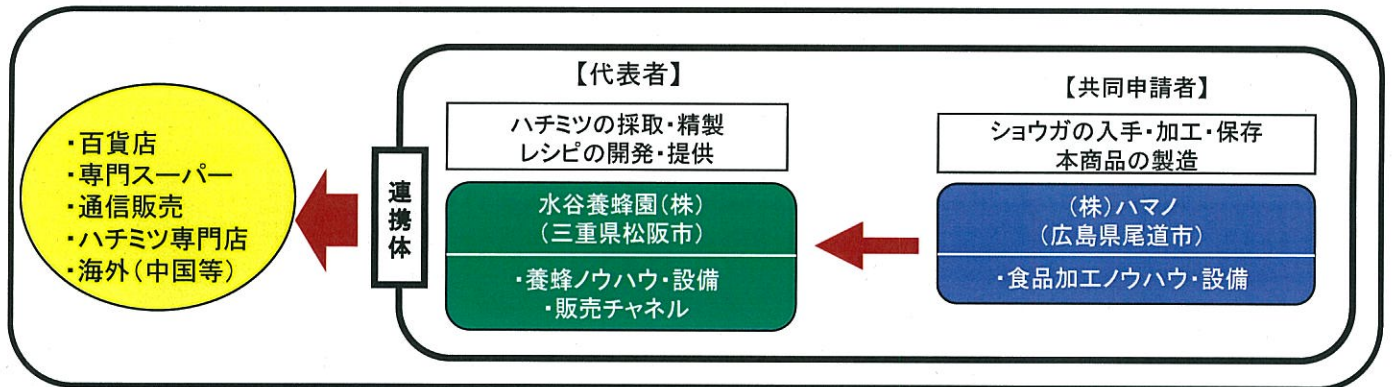 ・百貨店
・専門スーパー
・通信販売
・ハチミツ専門店
・海外（中国等）
連携体
【代表者】
ハチミツの採取・精製
レシピの開発・提供
水谷養蜂園（株）
（三重県松阪市）
・養蜂ノウハウ・設備
・販売チャネル
【共同申請者】
ショウガの入手・加工・保存
本商品の製造
（株）ハマノ
（広島県尾道市）
・食品加工ノウハウ・設備